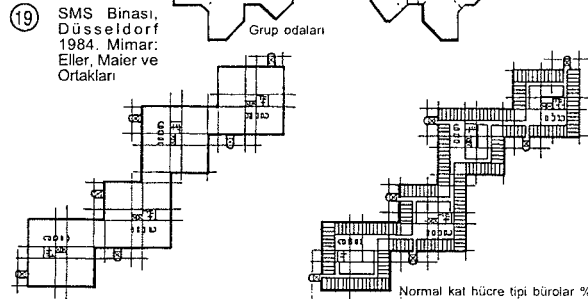 19
SMS Binası,
Düsseldorf
1984. Mimar:
Eller, Maier ve
Ortakları
Grup odaları
Normal kat hücre tipi bürolar %